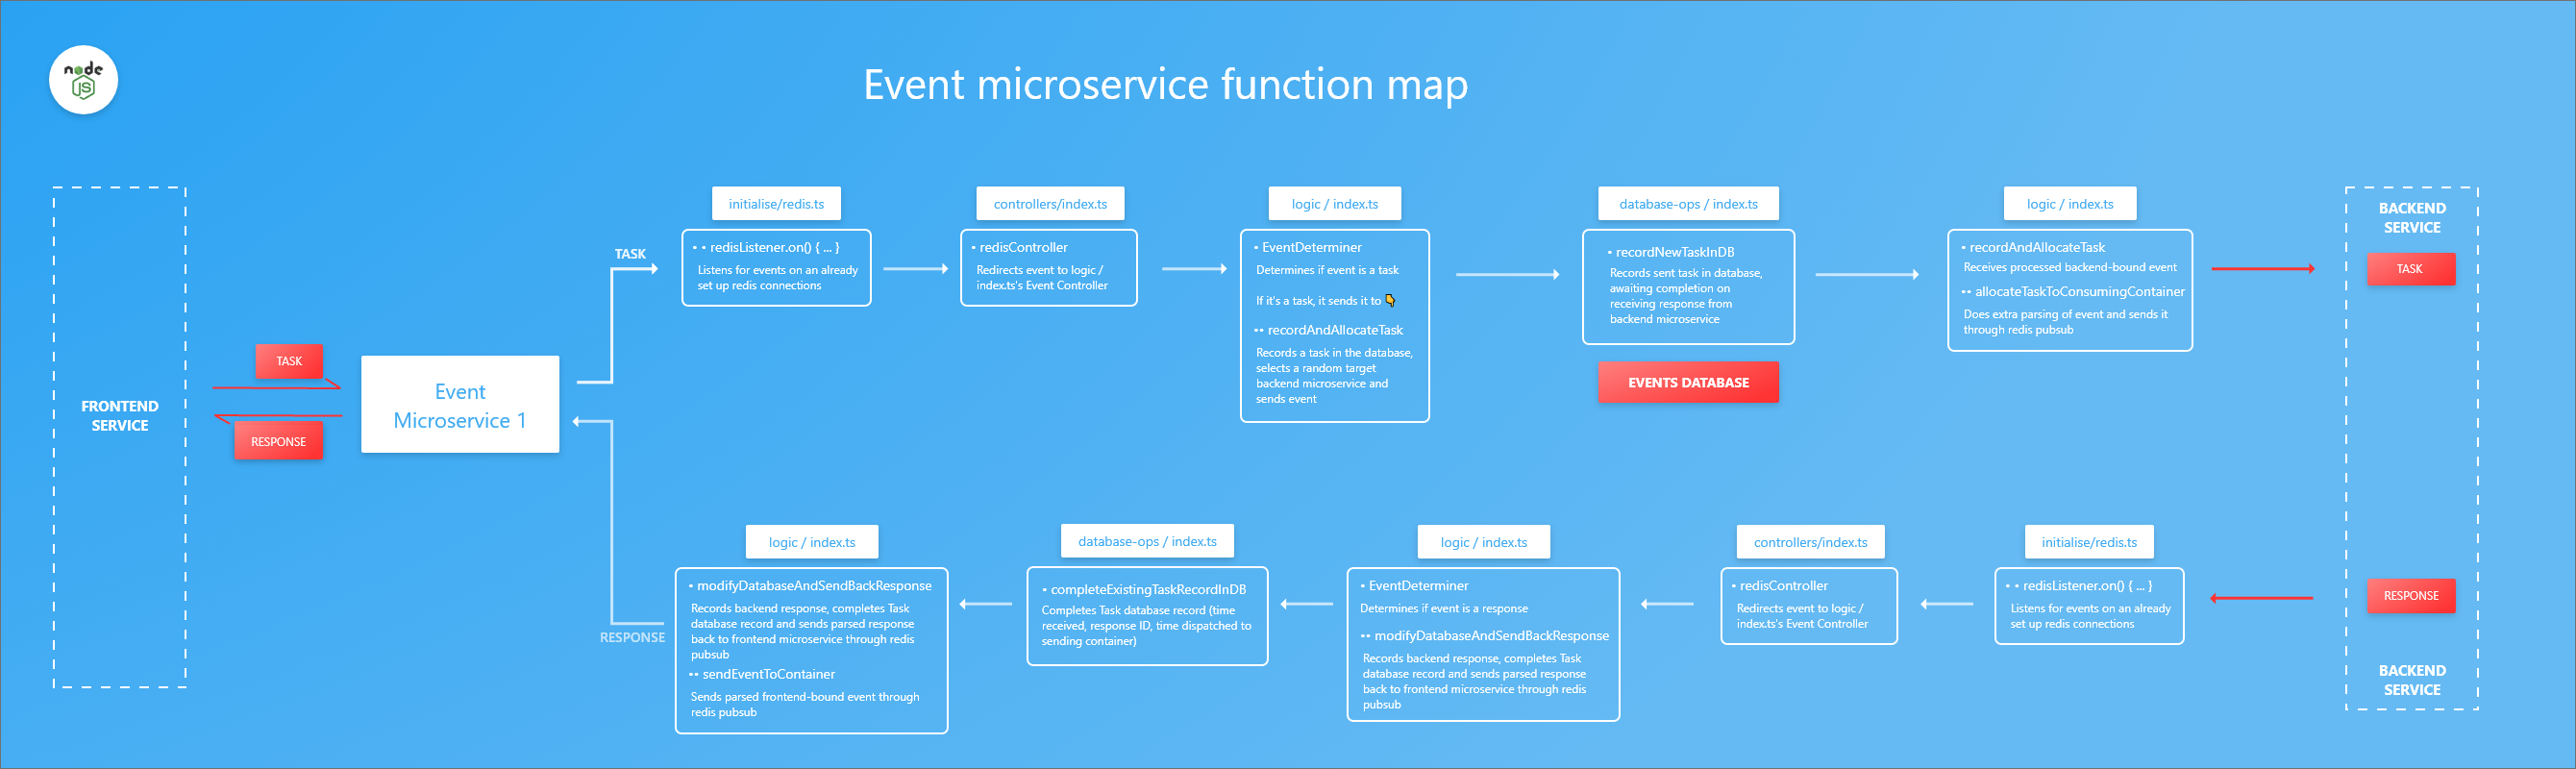 node
JS
Event microservice function map
FRONTEND
SERVICE
TASK
RESPONSE
Event
Microservice 1
TASK
initialise/redis.ts
• • redisListener.on() { ... }
Listens for events on an already
set up redis connections
controllers/index.ts
• redisController
Redirects event to logic /
index.ts's Event Controller
logic / index.ts
• EventDeterminer
Determines if event is a task
If it's a task, it sends it to 👇
•• recordAndAllocateTask
Records a task in the database,
selects a random target
backend microservice and
sends event
database-ops / index.ts
• recordNewTaskInDB
Records sent task in database,
awaiting completion on
receiving response from
backend microservice
EVENTS DATABASE
logic / index.ts
• recordAndAllocateTask
Receives processed backend-bound event
•• allocateTaskToConsumingContainer
Does extra parsing of event and sends it
through redis pubsub
BACKEND
SERVICE
TASK
RESPONSE
BACKEND
SERVICE
initialise/redis.ts
• • redisListener.on() { ... }
Listens for events on an already
set up redis connections
controllers/index.ts
• redisController
Redirects event to logic /
index.ts's Event Controller
logic / index.ts
• EventDeterminer
Determines if event is a response
•• modifyDatabaseAndSendBackResponse
Records backend response, completes Task
database record and sends parsed response
back to frontend microservice through redis
pubsub
database-ops / index.ts
• completeExistingTaskRecordInDB
Completes Task database record (time
received, response ID, time dispatched to
sending container)
logic / index.ts
• modifyDatabaseAndSendBackResponse
Records backend response, completes Task
database record and sends parsed response
back to frontend microservice through redis
pubsub
•• sendEventToContainer
Sends parsed frontend-bound event through
redis pubsub
RESPONSE